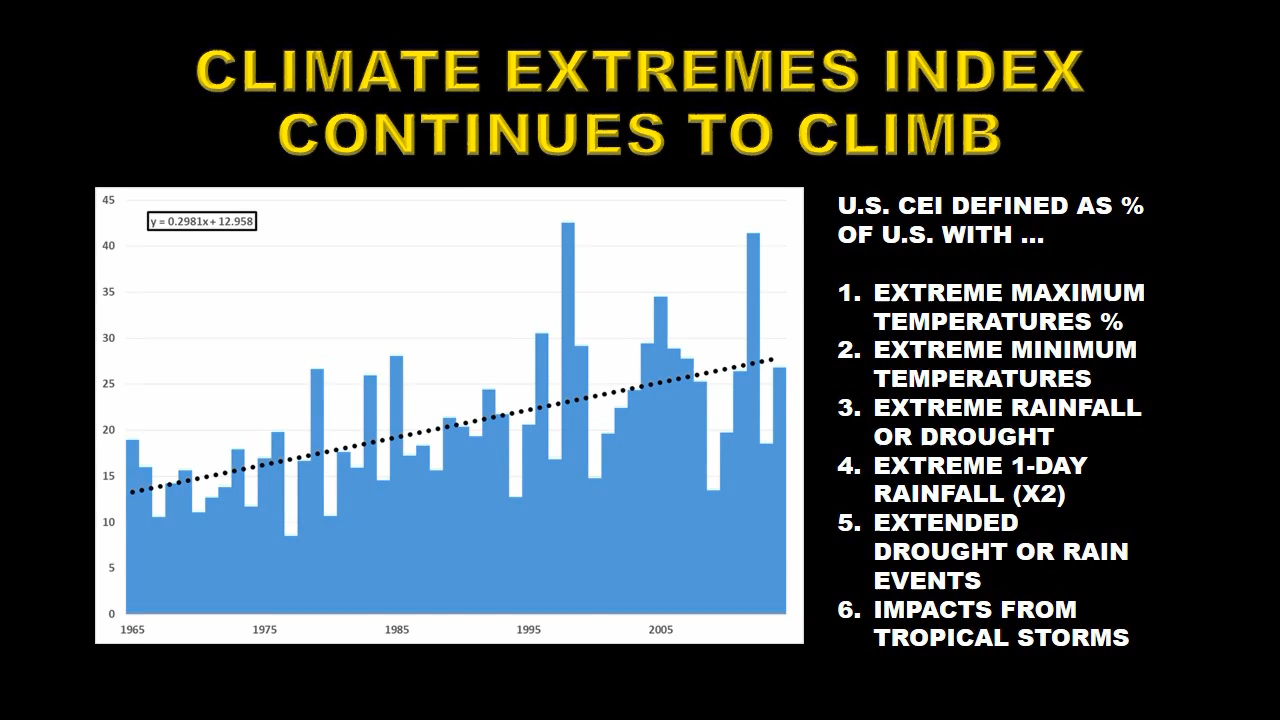 CLIMATE EXTREMES INDEX
CONTINUES TO CLIMB
45
y = 0.2981x + 12.958
40
35
30
25
20
15
10
5
0
1965 1975 1985 1995 2005
U.S. CEI DEFINED AS %
OF U.S. WITH ...
1. EXTREME MAXIMUM
TEMPERATURES %
2. EXTREME MINIMUM
TEMPERATURES
3. EXTREME RAINFALL
OR DROUGHT
4. EXTREME 1-DAY
RAINFALL (X2)
5. EXTENDED
DROUGHT OR RAIN
EVENTS
6. IMPACTS FROM
TROPICAL STORMS